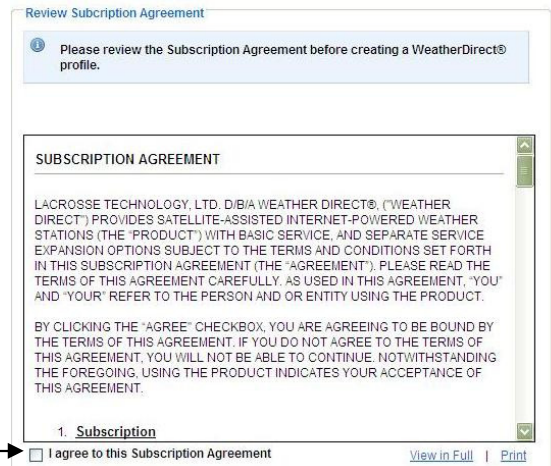 Review Subcription Agreement
Please review the Subscription Agreement before creating a WeatherDirect®
profile.
SUBSCRIPTION AGREEMENT
LACROSSE TECHNOLOGY, LTD. D/B/A WEATHER DIRECT®, ("WEATHER
DIRECT") PROVIDES SATELLITE-ASSISTED INTERNET-POWERED WEATHER
STATIONS (THE "PRODUCT") WITH BASIC SERVICE, AND SEPARATE SERVICE
EXPANSION OPTIONS SUBJECT TO THE TERMS AND CONDITIONS SET FORTH
IN THIS SUBSCRIPTION AGREEMENT (THE "AGREEMENT"). PLEASE READ THE
TERMS OF THIS AGREEMENT CAREFULLY. AS USED IN THIS AGREEMENT, "YOU"
AND "YOUR" REFER TO THE PERSON AND OR ENTITY USING THE PRODUCT.
BY CLICKING THE "AGREE" CHECKBOX, YOU ARE AGREEING TO BE BOUND BY
THE TERMS OF THIS AGREEMENT. IF YOU DO NOT AGREE TO THE TERMS OF
THIS AGREEMENT, YOU WILL NOT BE ABLE TO CONTINUE. NOTWITHSTANDING
THE FOREGOING, USING THE PRODUCT INDICATES YOUR ACCEPTANCE OF
THIS AGREEMENT.
1. Subscription
I agree to this Subscription Agreement View in Full | Print